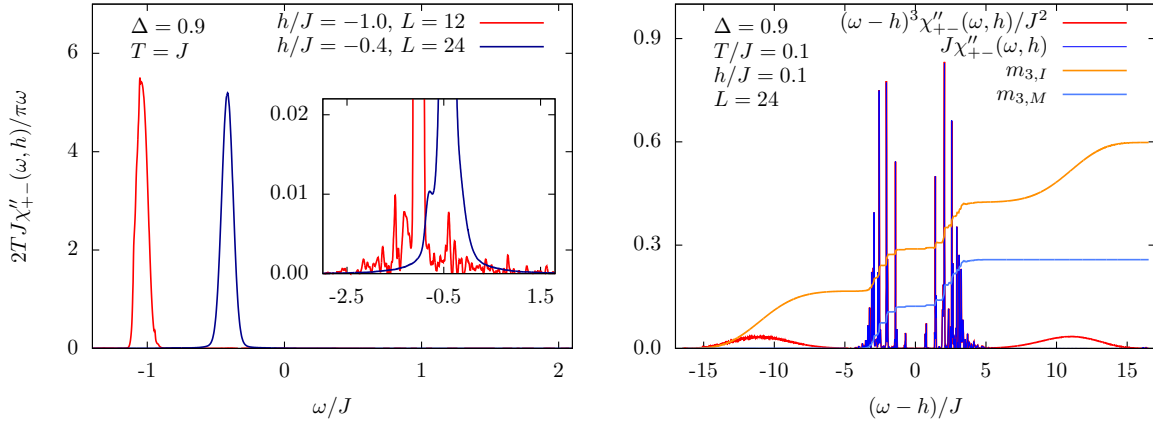 Δ = 0.9
T = J
h/J = −1.0, L = 12
h/J = −0.4, L = 24
2TJχ″₊₋(ω, h)/πω
6
4
2
0
-1
0
1
2
ω/J
0.02
0.01
0.00
-2.5
-0.5
1.5
Δ = 0.9
T/J = 0.1
h/J = 0.1
L = 24
(ω − h)³χ″₊₋(ω, h)/J²
Jχ″₊₋(ω, h)
m₃,I
m₃,M
0.9
0.6
0.3
0.0
-15
-10
-5
0
5
10
15
(ω − h)/J